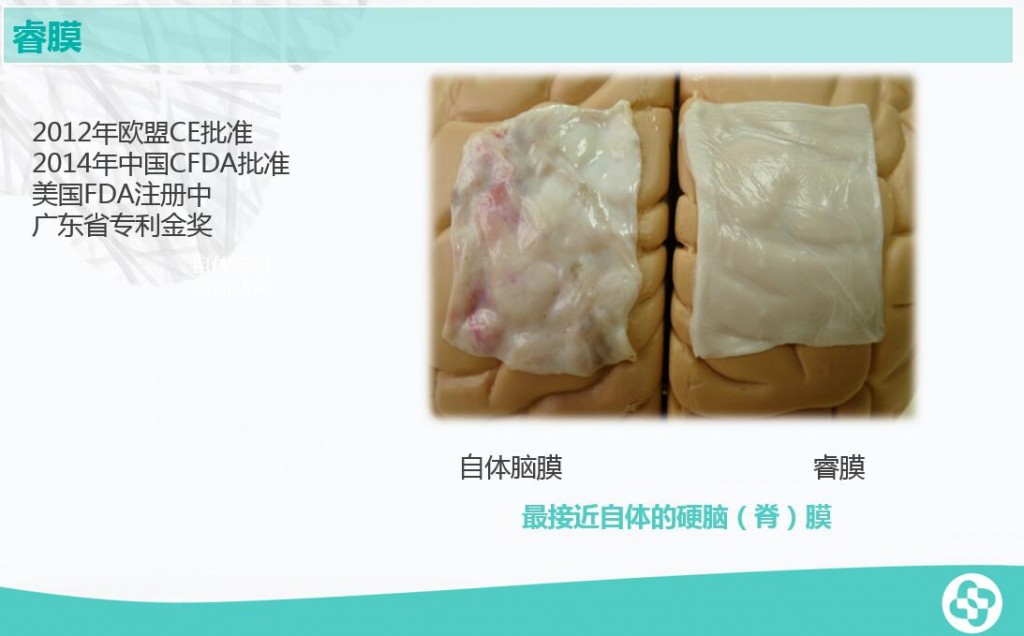 睿膜
2012年欧盟CE批准
2014年中国CFDA批准
美国FDA注册中
广东省专利金奖
自体脑膜
睿膜
最接近自体的硬脑（脊）膜